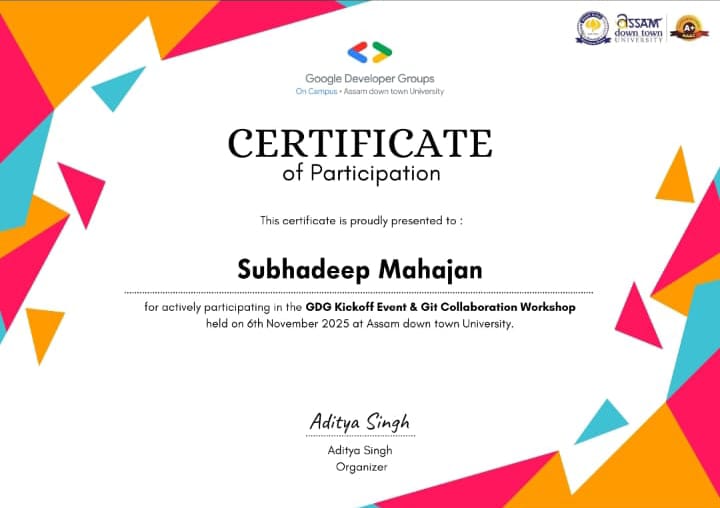 ASSAM
down town
UNIVERSITY
A+
NAAC
Google Developer Groups
On Campus • Assam down town University
CERTIFICATE
of Participation
This certificate is proudly presented to :
Subhadeep Mahajan
for actively participating in the GDG Kickoff Event & Git Collaboration Workshop
held on 6th November 2025 at Assam down town University.
Aditya Singh
Aditya Singh
Organizer